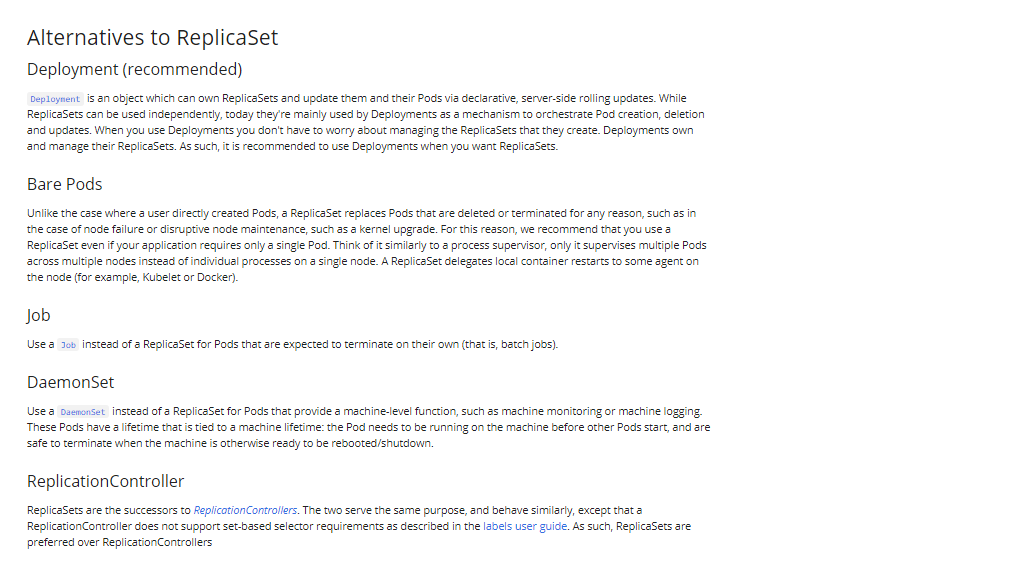 Alternatives to ReplicaSet
Deployment (recommended)
Deployment is an object which can own ReplicaSets and update them and their Pods via declarative, server-side rolling updates. While
ReplicaSets can be used independently, today they're mainly used by Deployments as a mechanism to orchestrate Pod creation, deletion
and updates. When you use Deployments you don't have to worry about managing the ReplicaSets that they create. Deployments own
and manage their ReplicaSets. As such, it is recommended to use Deployments when you want ReplicaSets.
Bare Pods
Unlike the case where a user directly created Pods, a ReplicaSet replaces Pods that are deleted or terminated for any reason, such as in
the case of node failure or disruptive node maintenance, such as a kernel upgrade. For this reason, we recommend that you use a
ReplicaSet even if your application requires only a single Pod. Think of it similarly to a process supervisor, only it supervises multiple Pods
across multiple nodes instead of individual processes on a single node. A ReplicaSet delegates local container restarts to some agent on
the node (for example, Kubelet or Docker).
Job
Use a Job instead of a ReplicaSet for Pods that are expected to terminate on their own (that is, batch jobs).
DaemonSet
Use a DaemonSet instead of a ReplicaSet for Pods that provide a machine-level function, such as machine monitoring or machine logging.
These Pods have a lifetime that is tied to a machine lifetime: the Pod needs to be running on the machine before other Pods start, and are
safe to terminate when the machine is otherwise ready to be rebooted/shutdown.
ReplicationController
ReplicaSets are the successors to ReplicationControllers. The two serve the same purpose, and behave similarly, except that a
ReplicationController does not support set-based selector requirements as described in the labels user guide. As such, ReplicaSets are
preferred over ReplicationControllers